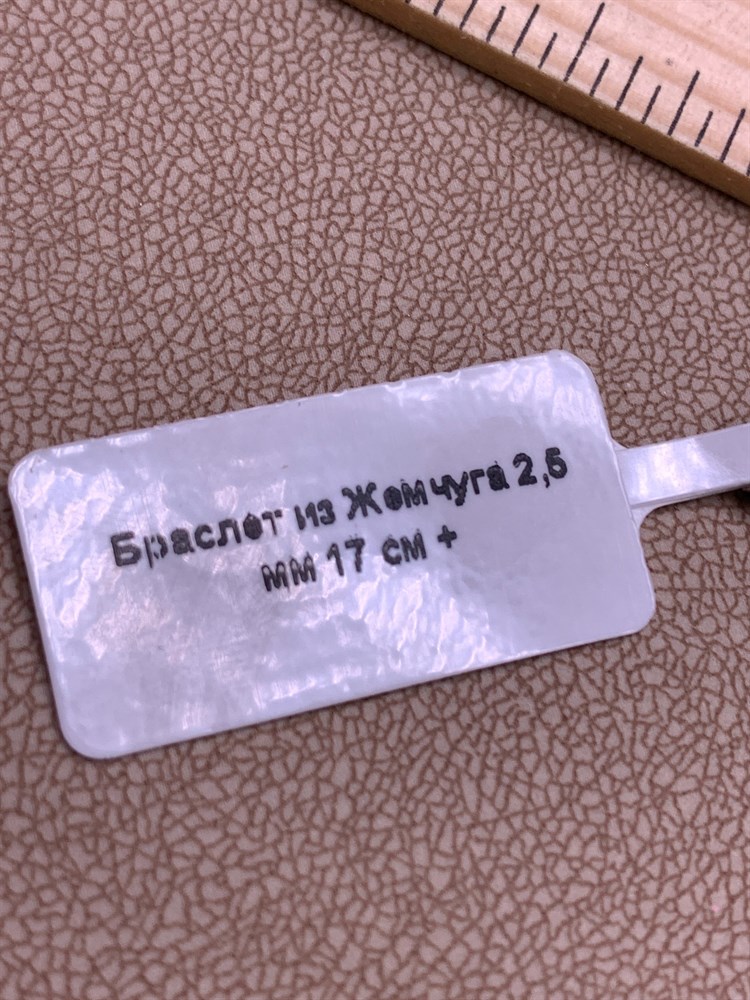 Браслет из Жемчуга 2,5
мм 17 см +